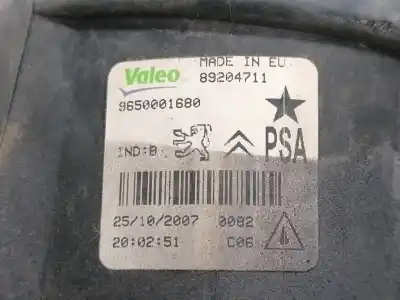 Valeo MADE IN EU
89204711
9650001680
IND:B PSA
25/10/2007 0082
20:02:51 C06